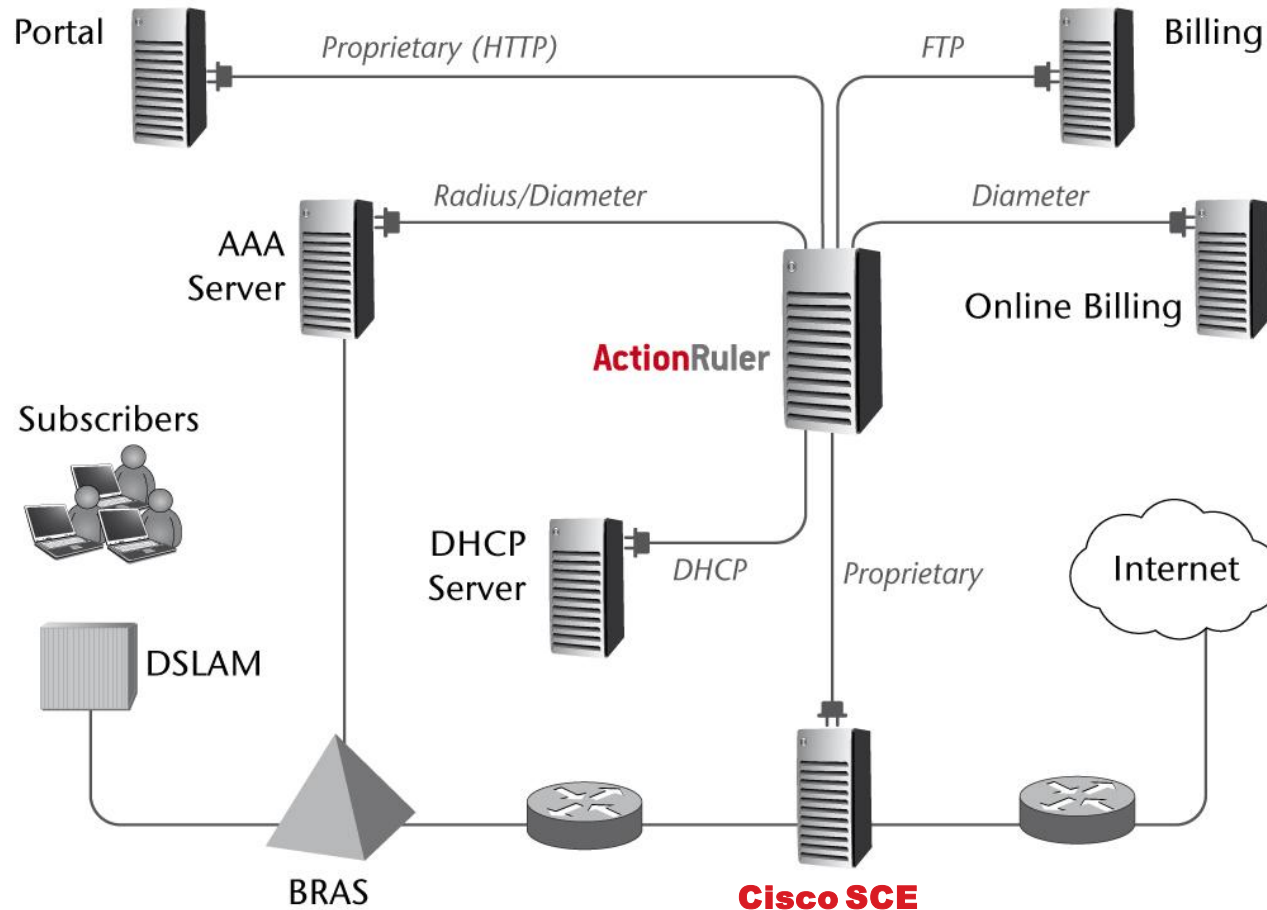 Portal
Proprietary (HTTP)
FTP
Billing
Radius/Diameter
Diameter
AAA
Server
Online Billing
ActionRuler
Subscribers
DHCP
Server
DHCP
Proprietary
Internet
DSLAM
BRAS
Cisco SCE